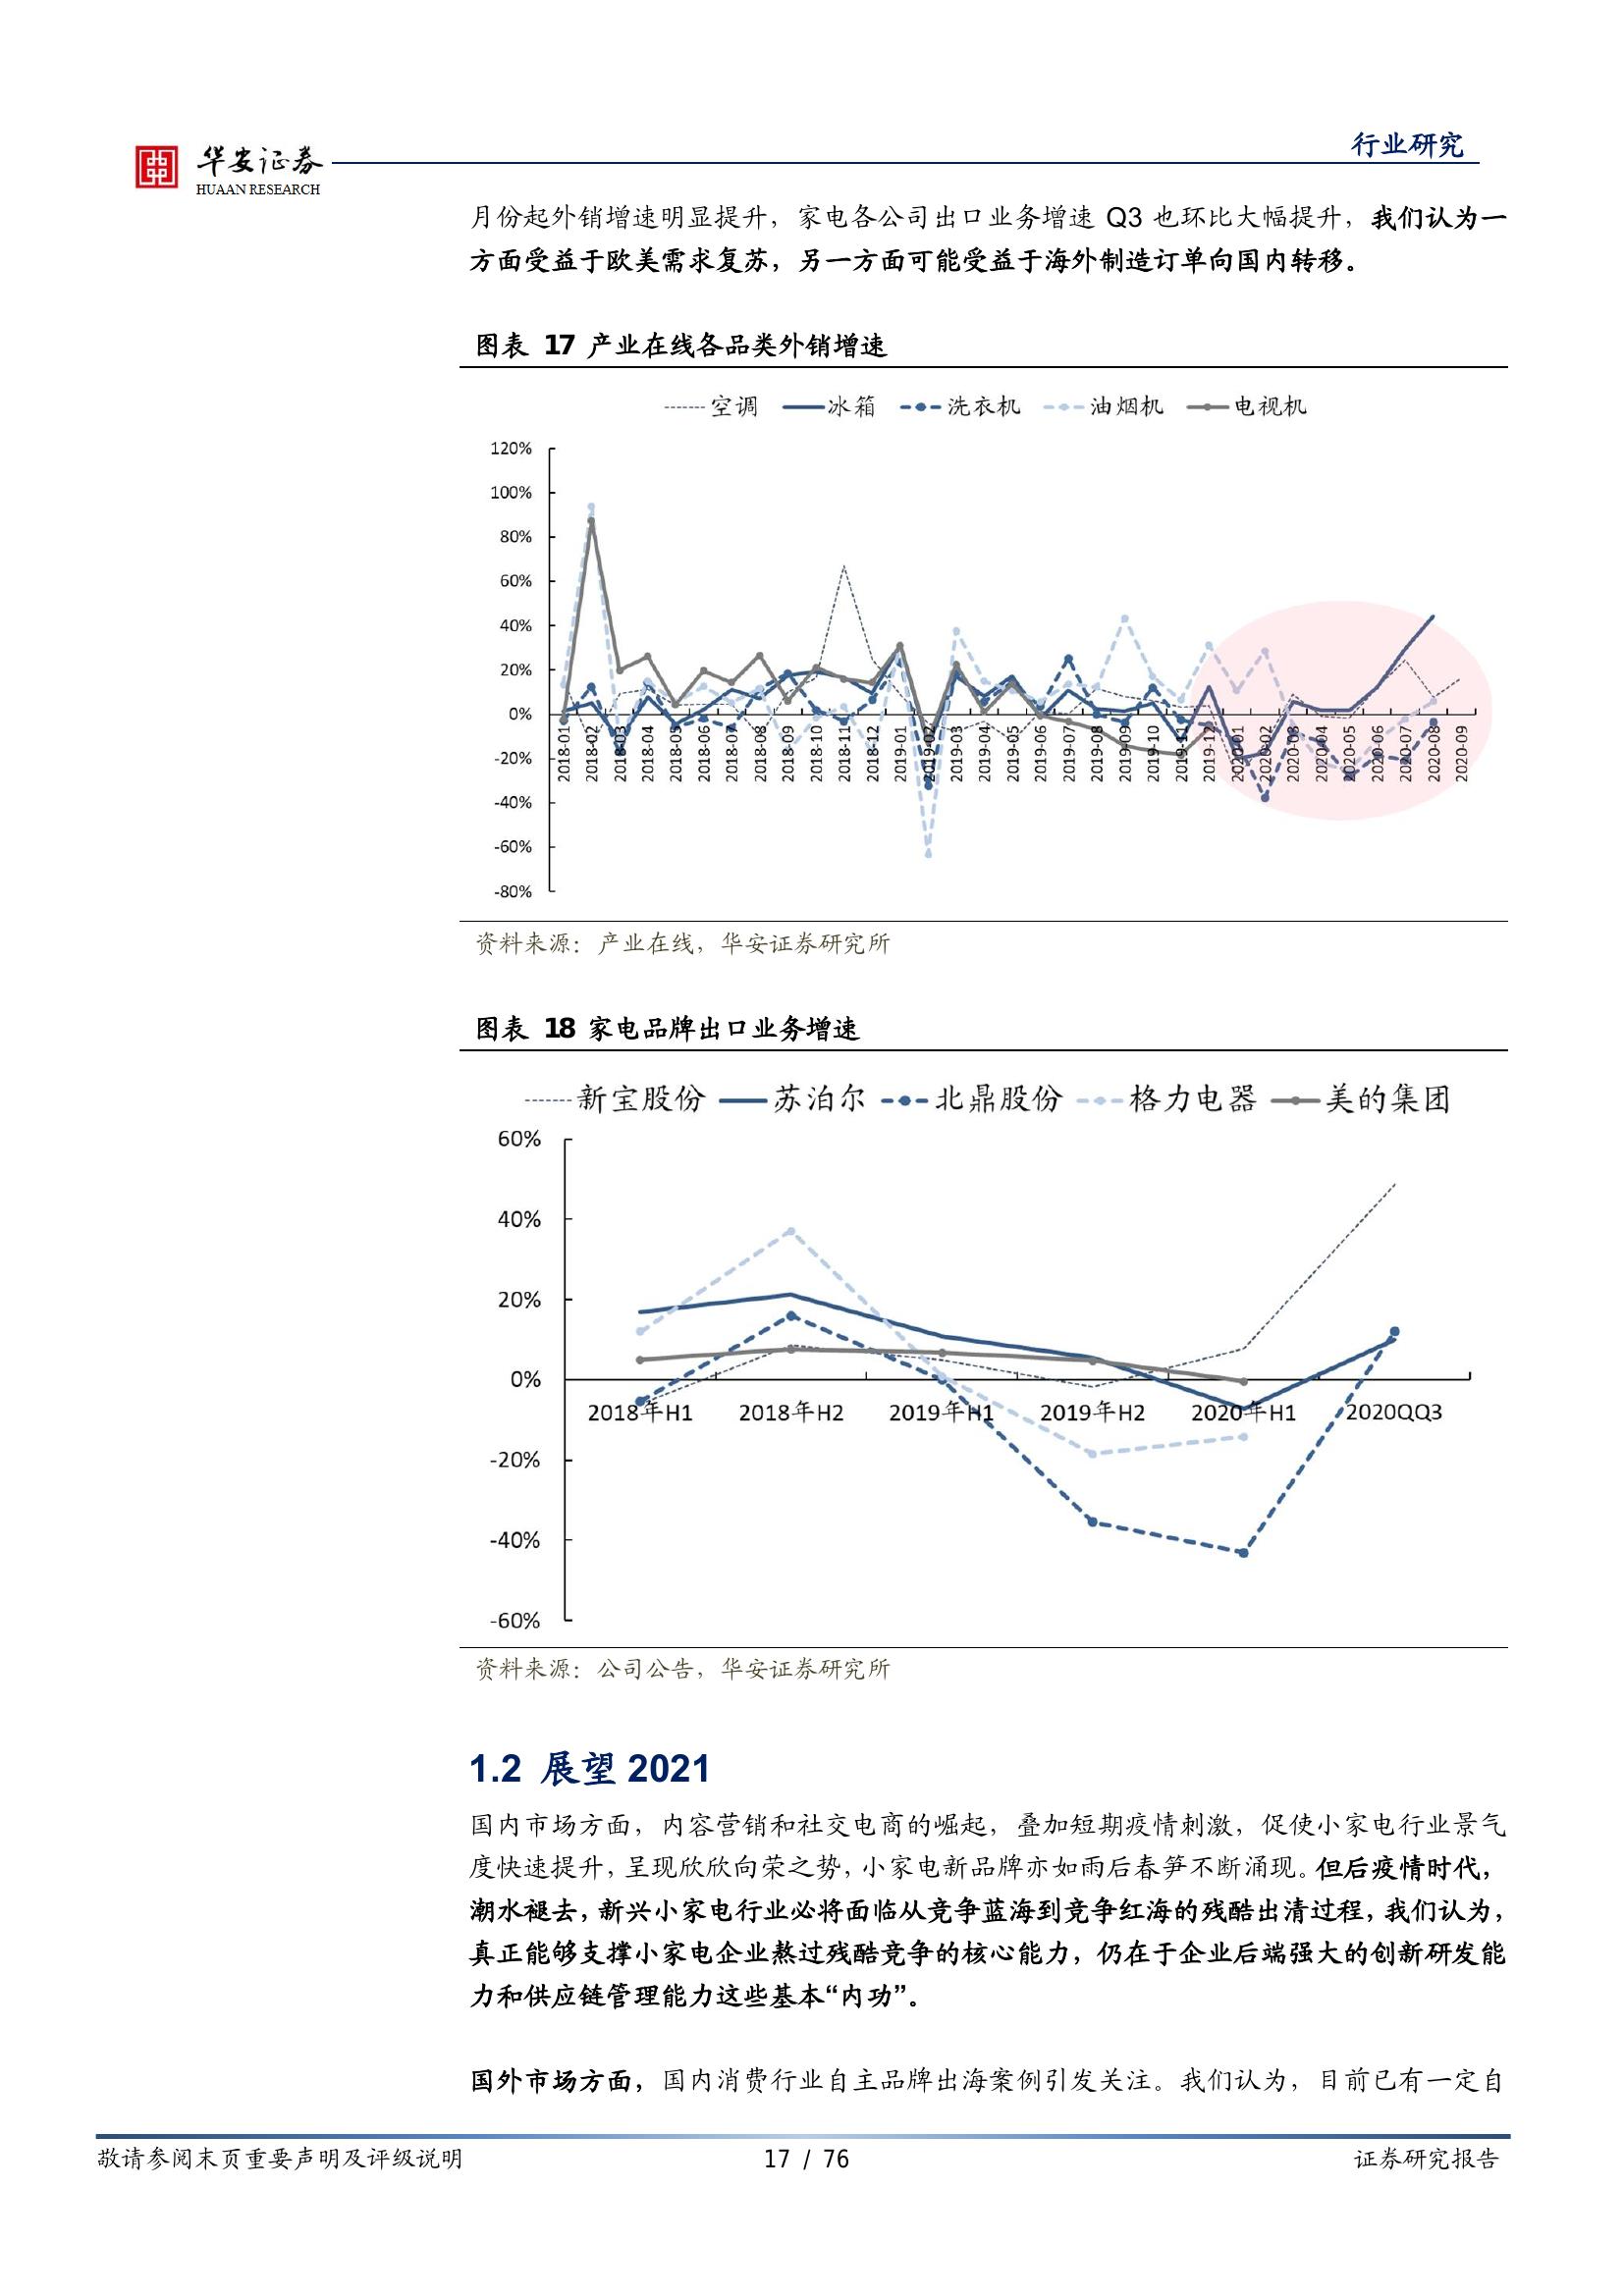 华安证券
HUAAN RESEARCH
行业研究
月份起外销增速明显提升，家电各公司出口业务增速 Q3 也环比大幅提升，我们认为一
方面受益于欧美需求复苏，另一方面可能受益于海外制造订单向国内转移。
图表 17 产业在线各品类外销增速
空调 冰箱 洗衣机 油烟机 电视机
120%
100%
80%
60%
40%
20%
0%
-20%
-40%
-60%
-80%
2018-01
2018-02
2018-03
2018-04
2018-05
2018-06
2018-07
2018-08
2018-09
2018-10
2018-11
2018-12
2019-01
2019-02
2019-03
2019-04
2019-05
2019-06
2019-07
2019-08
2019-09
2019-10
2019-11
2019-12
2020-01
2020-02
2020-03
2020-04
2020-05
2020-06
2020-07
2020-08
2020-09
资料来源：产业在线，华安证券研究所
图表 18 家电品牌出口业务增速
新宝股份 苏泊尔 北鼎股份 格力电器 美的集团
60%
40%
20%
0%
-20%
-40%
-60%
2018年H1 2018年H2 2019年H1 2019年H2 2020年H1 2020QQ3
资料来源：公司公告，华安证券研究所
1.2 展望 2021
国内市场方面，内容营销和社交电商的崛起，叠加短期疫情刺激，促使小家电行业景气
度快速提升，呈现欣欣向荣之势，小家电新品牌亦如雨后春笋不断涌现。但后疫情时代，
潮水褪去，新兴小家电行业必将面临从竞争蓝海到竞争红海的残酷出清过程，我们认为，
真正能够支撑小家电企业熬过残酷竞争的核心能力，仍在于企业后端强大的创新研发能
力和供应链管理能力这些基本“内功”。
国外市场方面，国内消费行业自主品牌出海案例引发关注。我们认为，目前已有一定自
敬请参阅末页重要声明及评级说明 17 / 76 证券研究报告